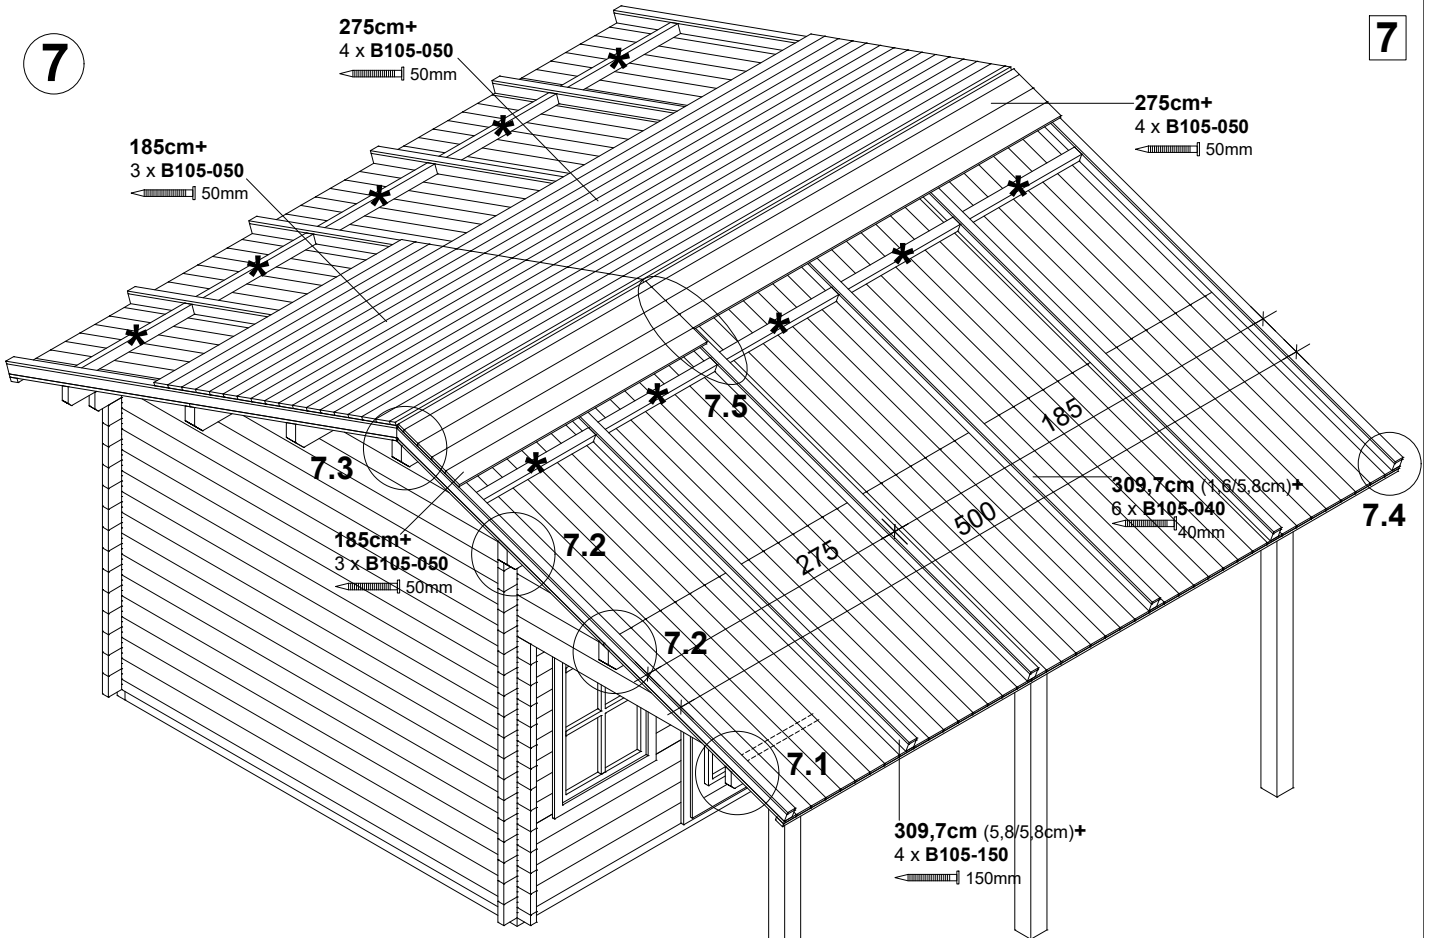 7
7
275cm+
4 x B105-050
50mm
275cm+
4 x B105-050
50mm
185cm+
3 x B105-050
50mm
*
*
*
*
*
*
*
*
*
*
7.5
185
7.3
309,7cm (1,6/5,8cm)+
6 x B105-040
40mm
7.4
500
185cm+
3 x B105-050
50mm
7.2
275
7.2
7.1
309,7cm (5,8/5,8cm)+
4 x B105-150
150mm